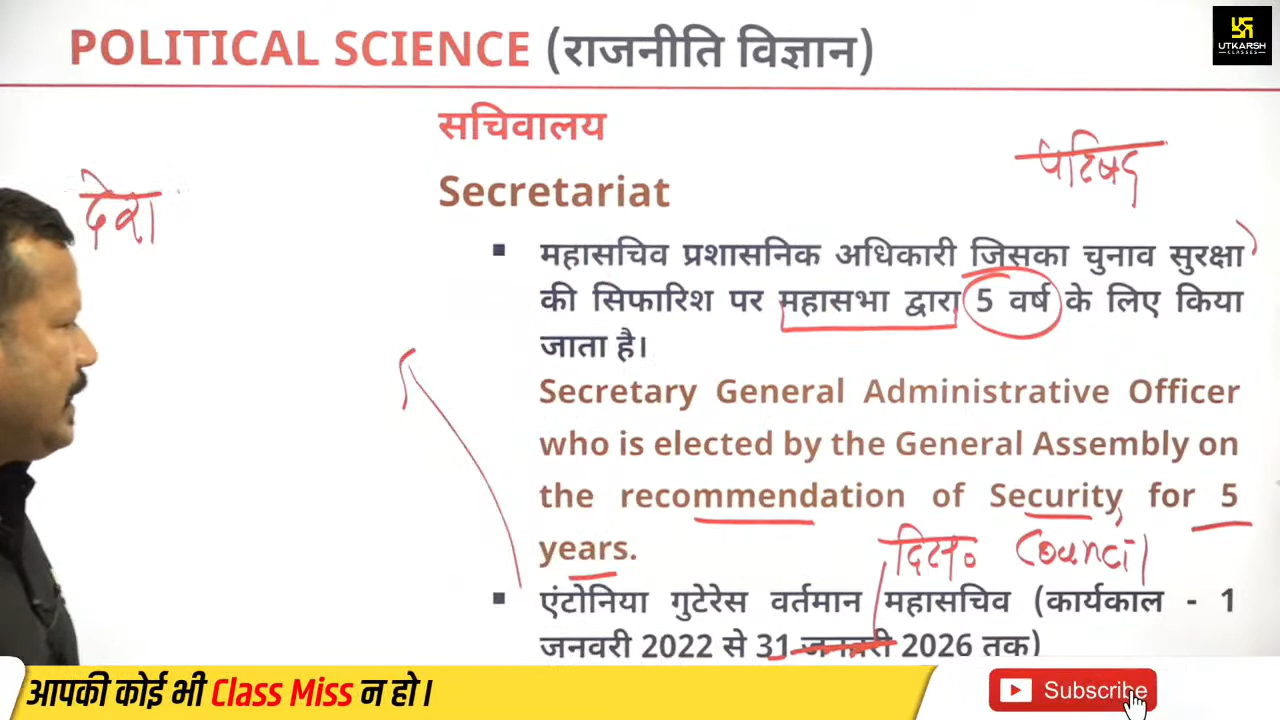 POLITICAL SCIENCE (राजनीति विज्ञान)
UTKARSH
CLASSES
सचिवालय
परिषद
Secretariat
देश
महासचिव प्रशासनिक अधिकारी जिसका चुनाव सुरक्षा
की सिफारिश पर महासभा द्वारा 5 वर्ष के लिए किया
जाता है।
Secretary General Administrative Officer
who is elected by the General Assembly on
the recommendation of Security for 5
years.
दिस० Council
एंटोनिया गुटेरेस वर्तमान महासचिव (कार्यकाल - 1
जनवरी 2022 से 31 जनवरी 2026 तक)
आपकी कोई भी Class Miss न हो।
Subscribe